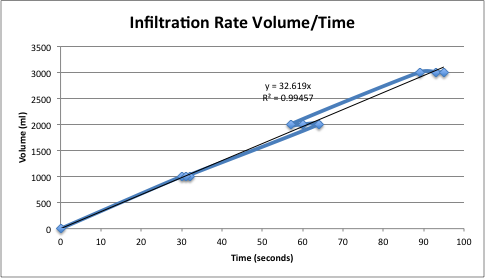 Infiltration Rate Volume/Time
3500
3000
2500
2000
1500
1000
500
0
Volume (ml)
y = 32.619x
R² = 0.99457
0 10 20 30 40 50 60 70 80 90 100
Time (seconds)